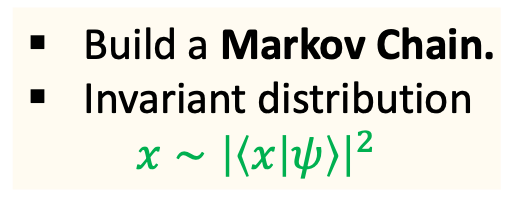 ▪ Build a Markov Chain.
▪ Invariant distribution
x ~ |⟨x|ψ⟩|²